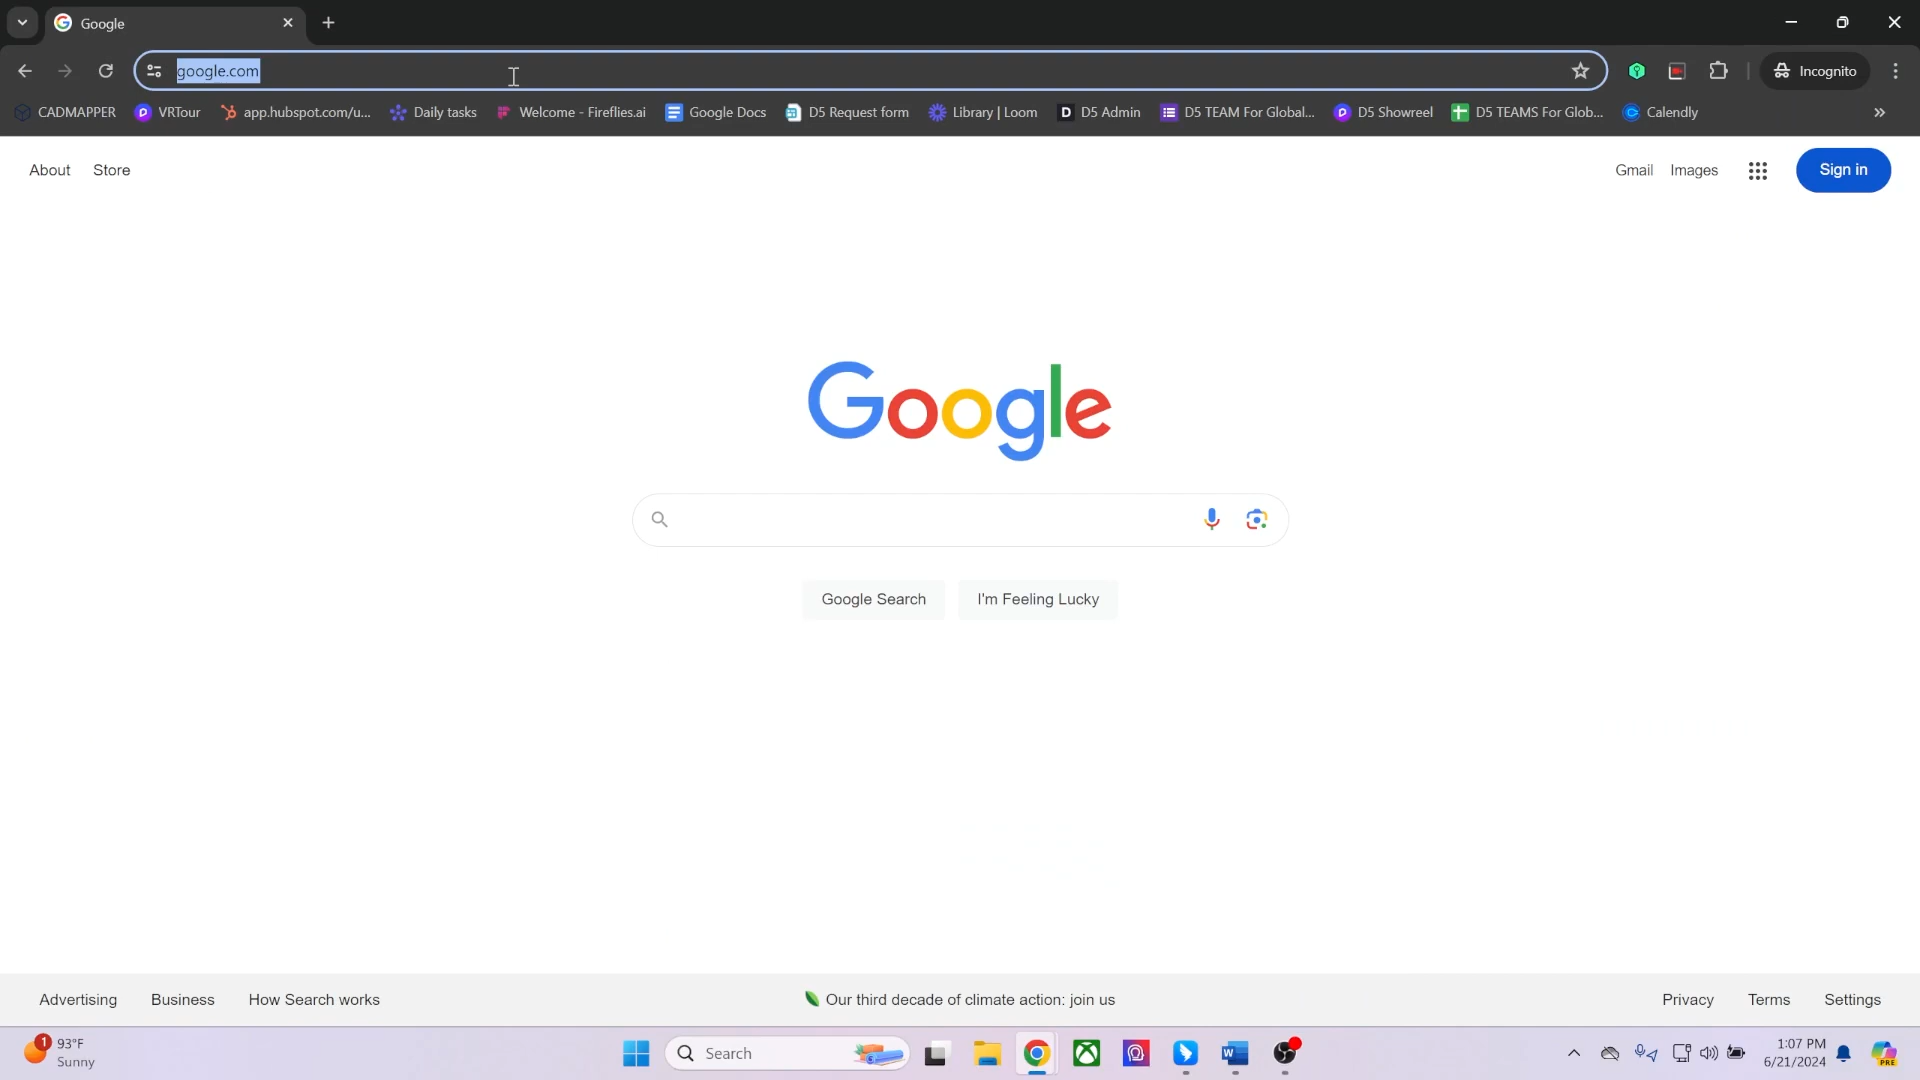 Google
google.com
Incognito
CADMAPPER VRTour app.hubspot.com/u... Daily tasks Welcome - Fireflies.ai Google Docs D5 Request form Library | Loom D5 Admin D5 TEAM For Global... D5 Showreel D5 TEAMS For Glob... Calendly
About Store Gmail Images Sign in
Google
Google Search I'm Feeling Lucky
Advertising Business How Search works Our third decade of climate action: join us Privacy Terms Settings
1 93°F
Sunny
Search
1:07 PM
6/21/2024
PRE